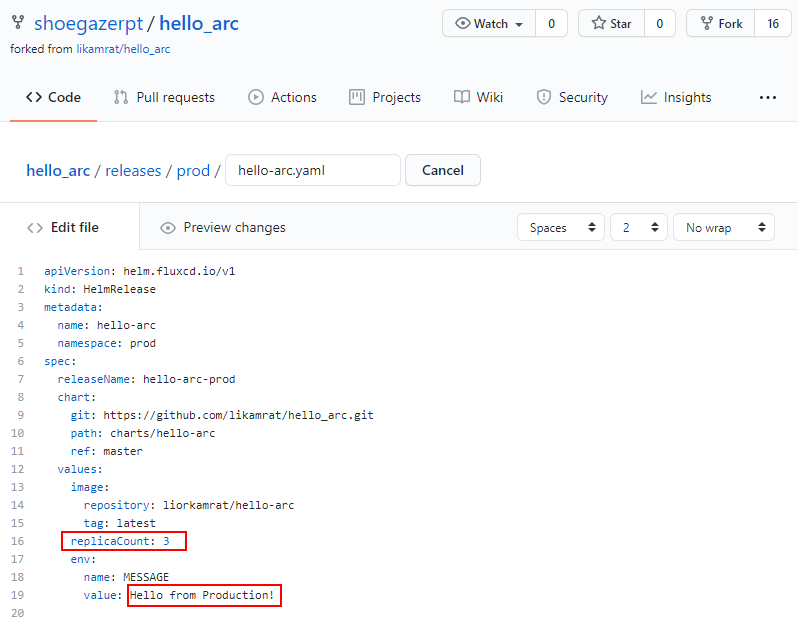 shoegazerpt / hello_arc
Watch 0 Star 0 Fork 16
forked from likamrat/hello_arc
Code Pull requests Actions Projects Wiki Security Insights ...
hello_arc / releases / prod / hello-arc.yaml Cancel
Edit file Preview changes Spaces 2 No wrap
1 apiVersion: helm.fluxcd.io/v1
2 kind: HelmRelease
3 metadata:
4 name: hello-arc
5 namespace: prod
6 spec:
7 releaseName: hello-arc-prod
8 chart:
9 git: https://github.com/likamrat/hello_arc.git
10 path: charts/hello-arc
11 ref: master
12 values:
13 image:
14 repository: liorkamrat/hello-arc
15 tag: latest
16 replicaCount: 3
17 env:
18 name: MESSAGE
19 value: Hello from Production!
20